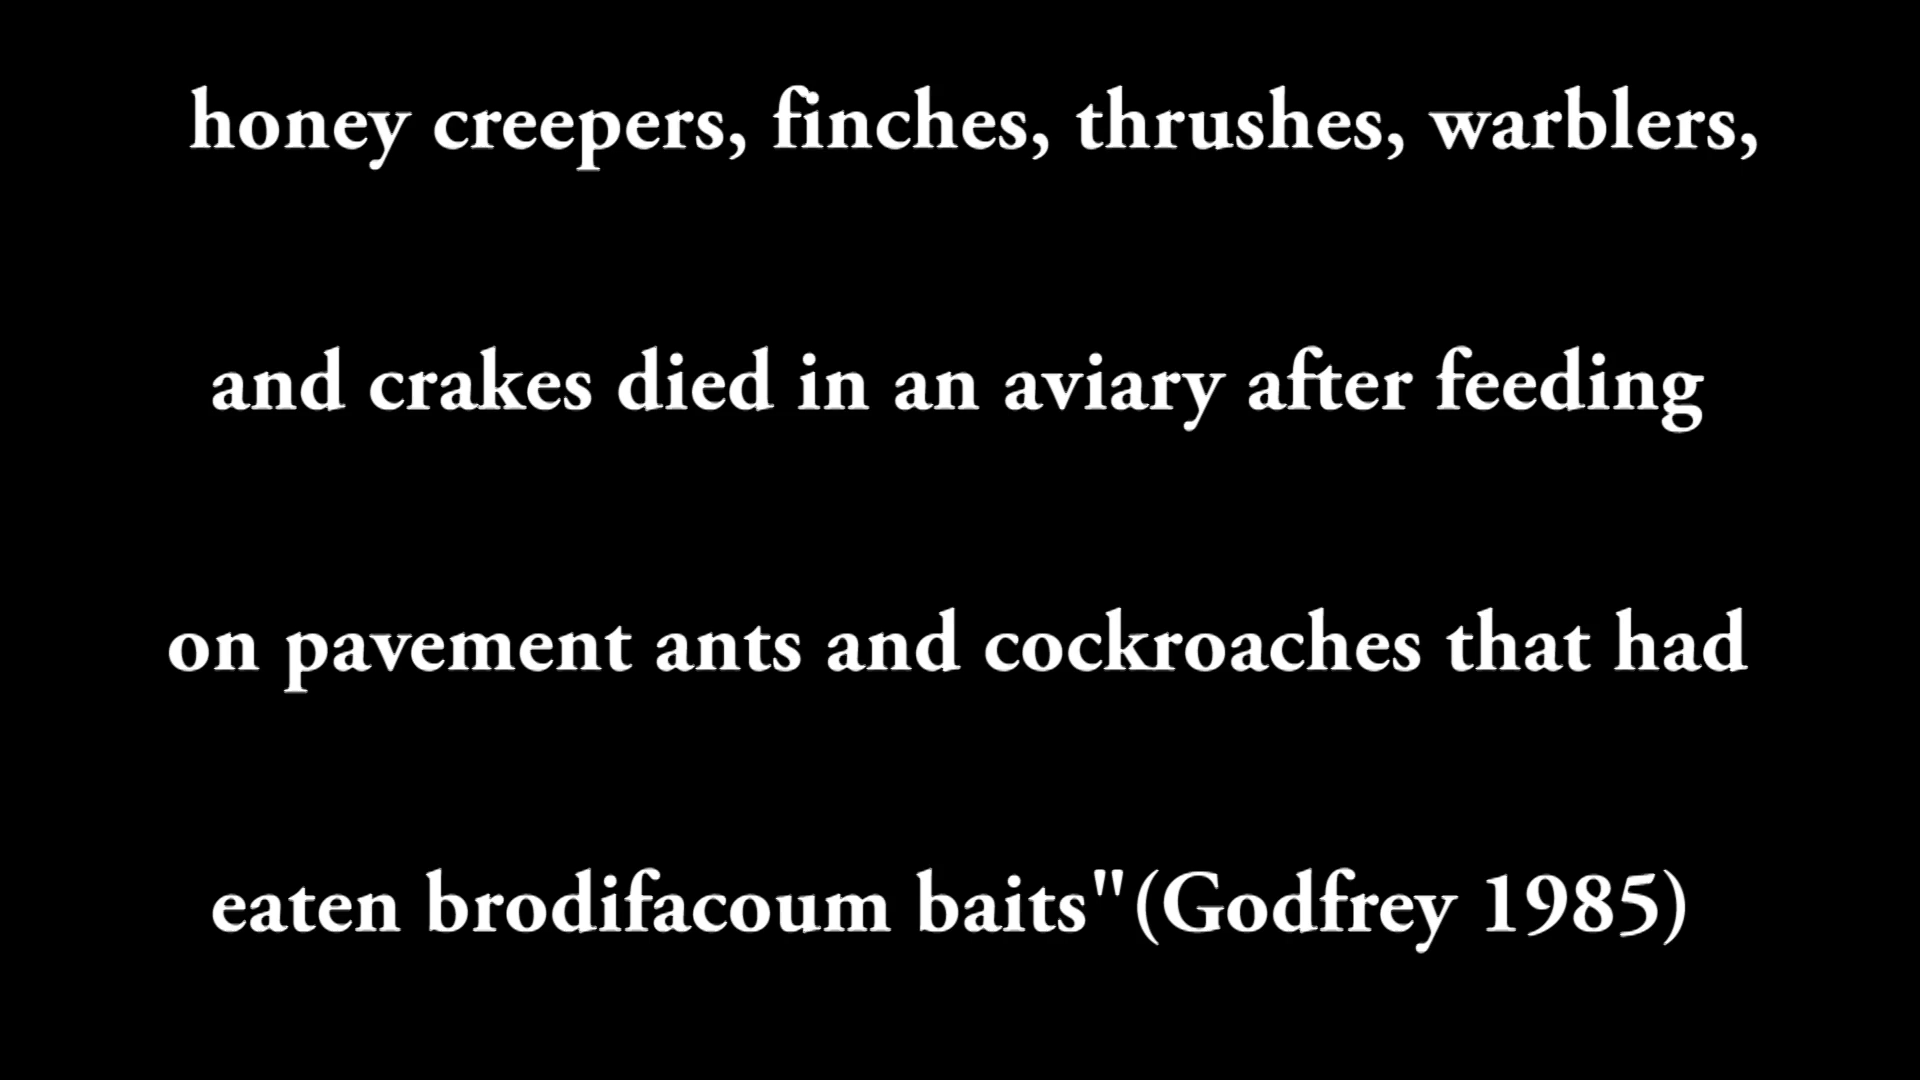 honey creepers, finches, thrushes, warblers,
and crakes died in an aviary after feeding
on pavement ants and cockroaches that had
eaten brodifacoum baits"(Godfrey 1985)